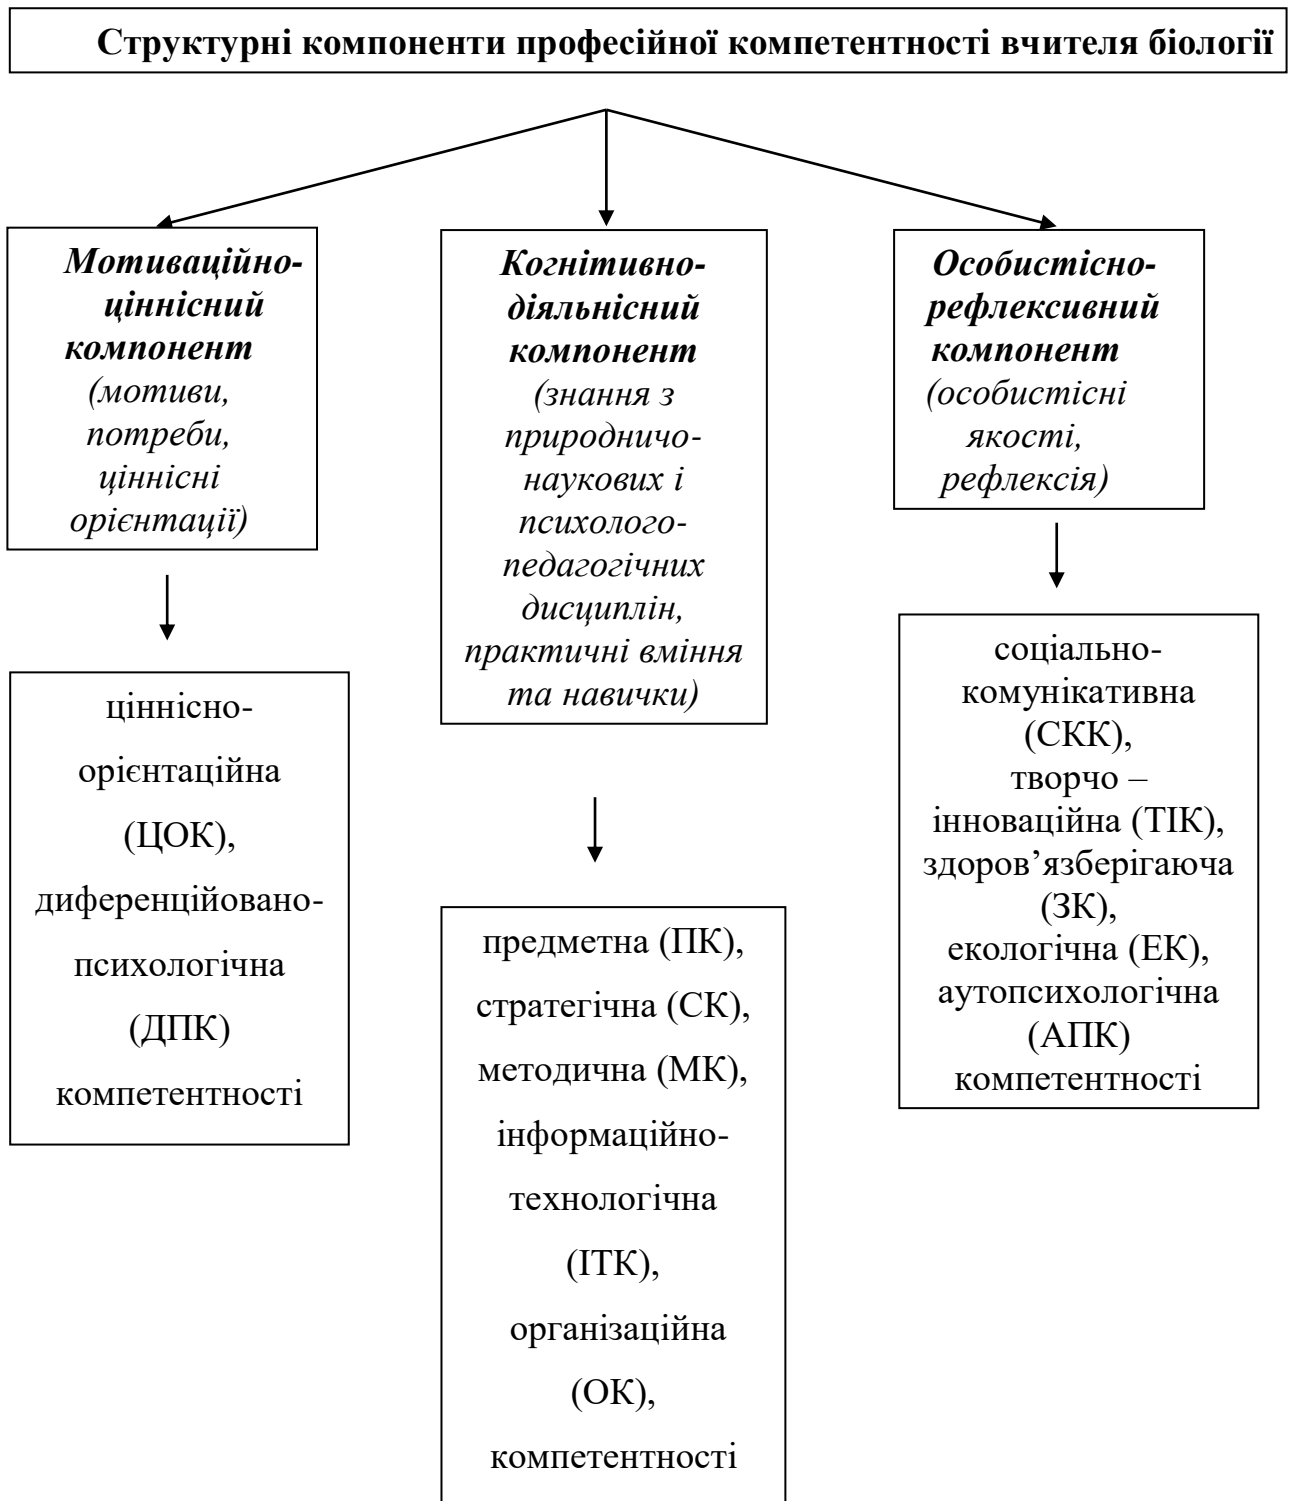 Структурні компоненти професійної компетентності вчителя біології
Мотиваційно-
ціннісний
компонент
(мотиви,
потреби,
ціннісні
орієнтації)
Когнітивно-
діяльнісний
компонент
(знання з
природничо-
наукових і
психолого-
педагогічних
дисциплін,
практичні вміння
та навички)
Особистісно-
рефлексивний
компонент
(особистісні
якості,
рефлексія)
ціннісно-
орієнтаційна
(ЦОК),
диференційовано-
психологічна
(ДПК)
компетентності
предметна (ПК),
стратегічна (СК),
методична (МК),
інформаційно-
технологічна
(ІТК),
організаційна
(ОК),
компетентності
соціально-
комунікативна
(СКК),
творчо –
інноваційна (ТІК),
здоров’язберігаюча
(ЗК),
екологічна (ЕК),
аутопсихологічна
(АПК)
компетентності